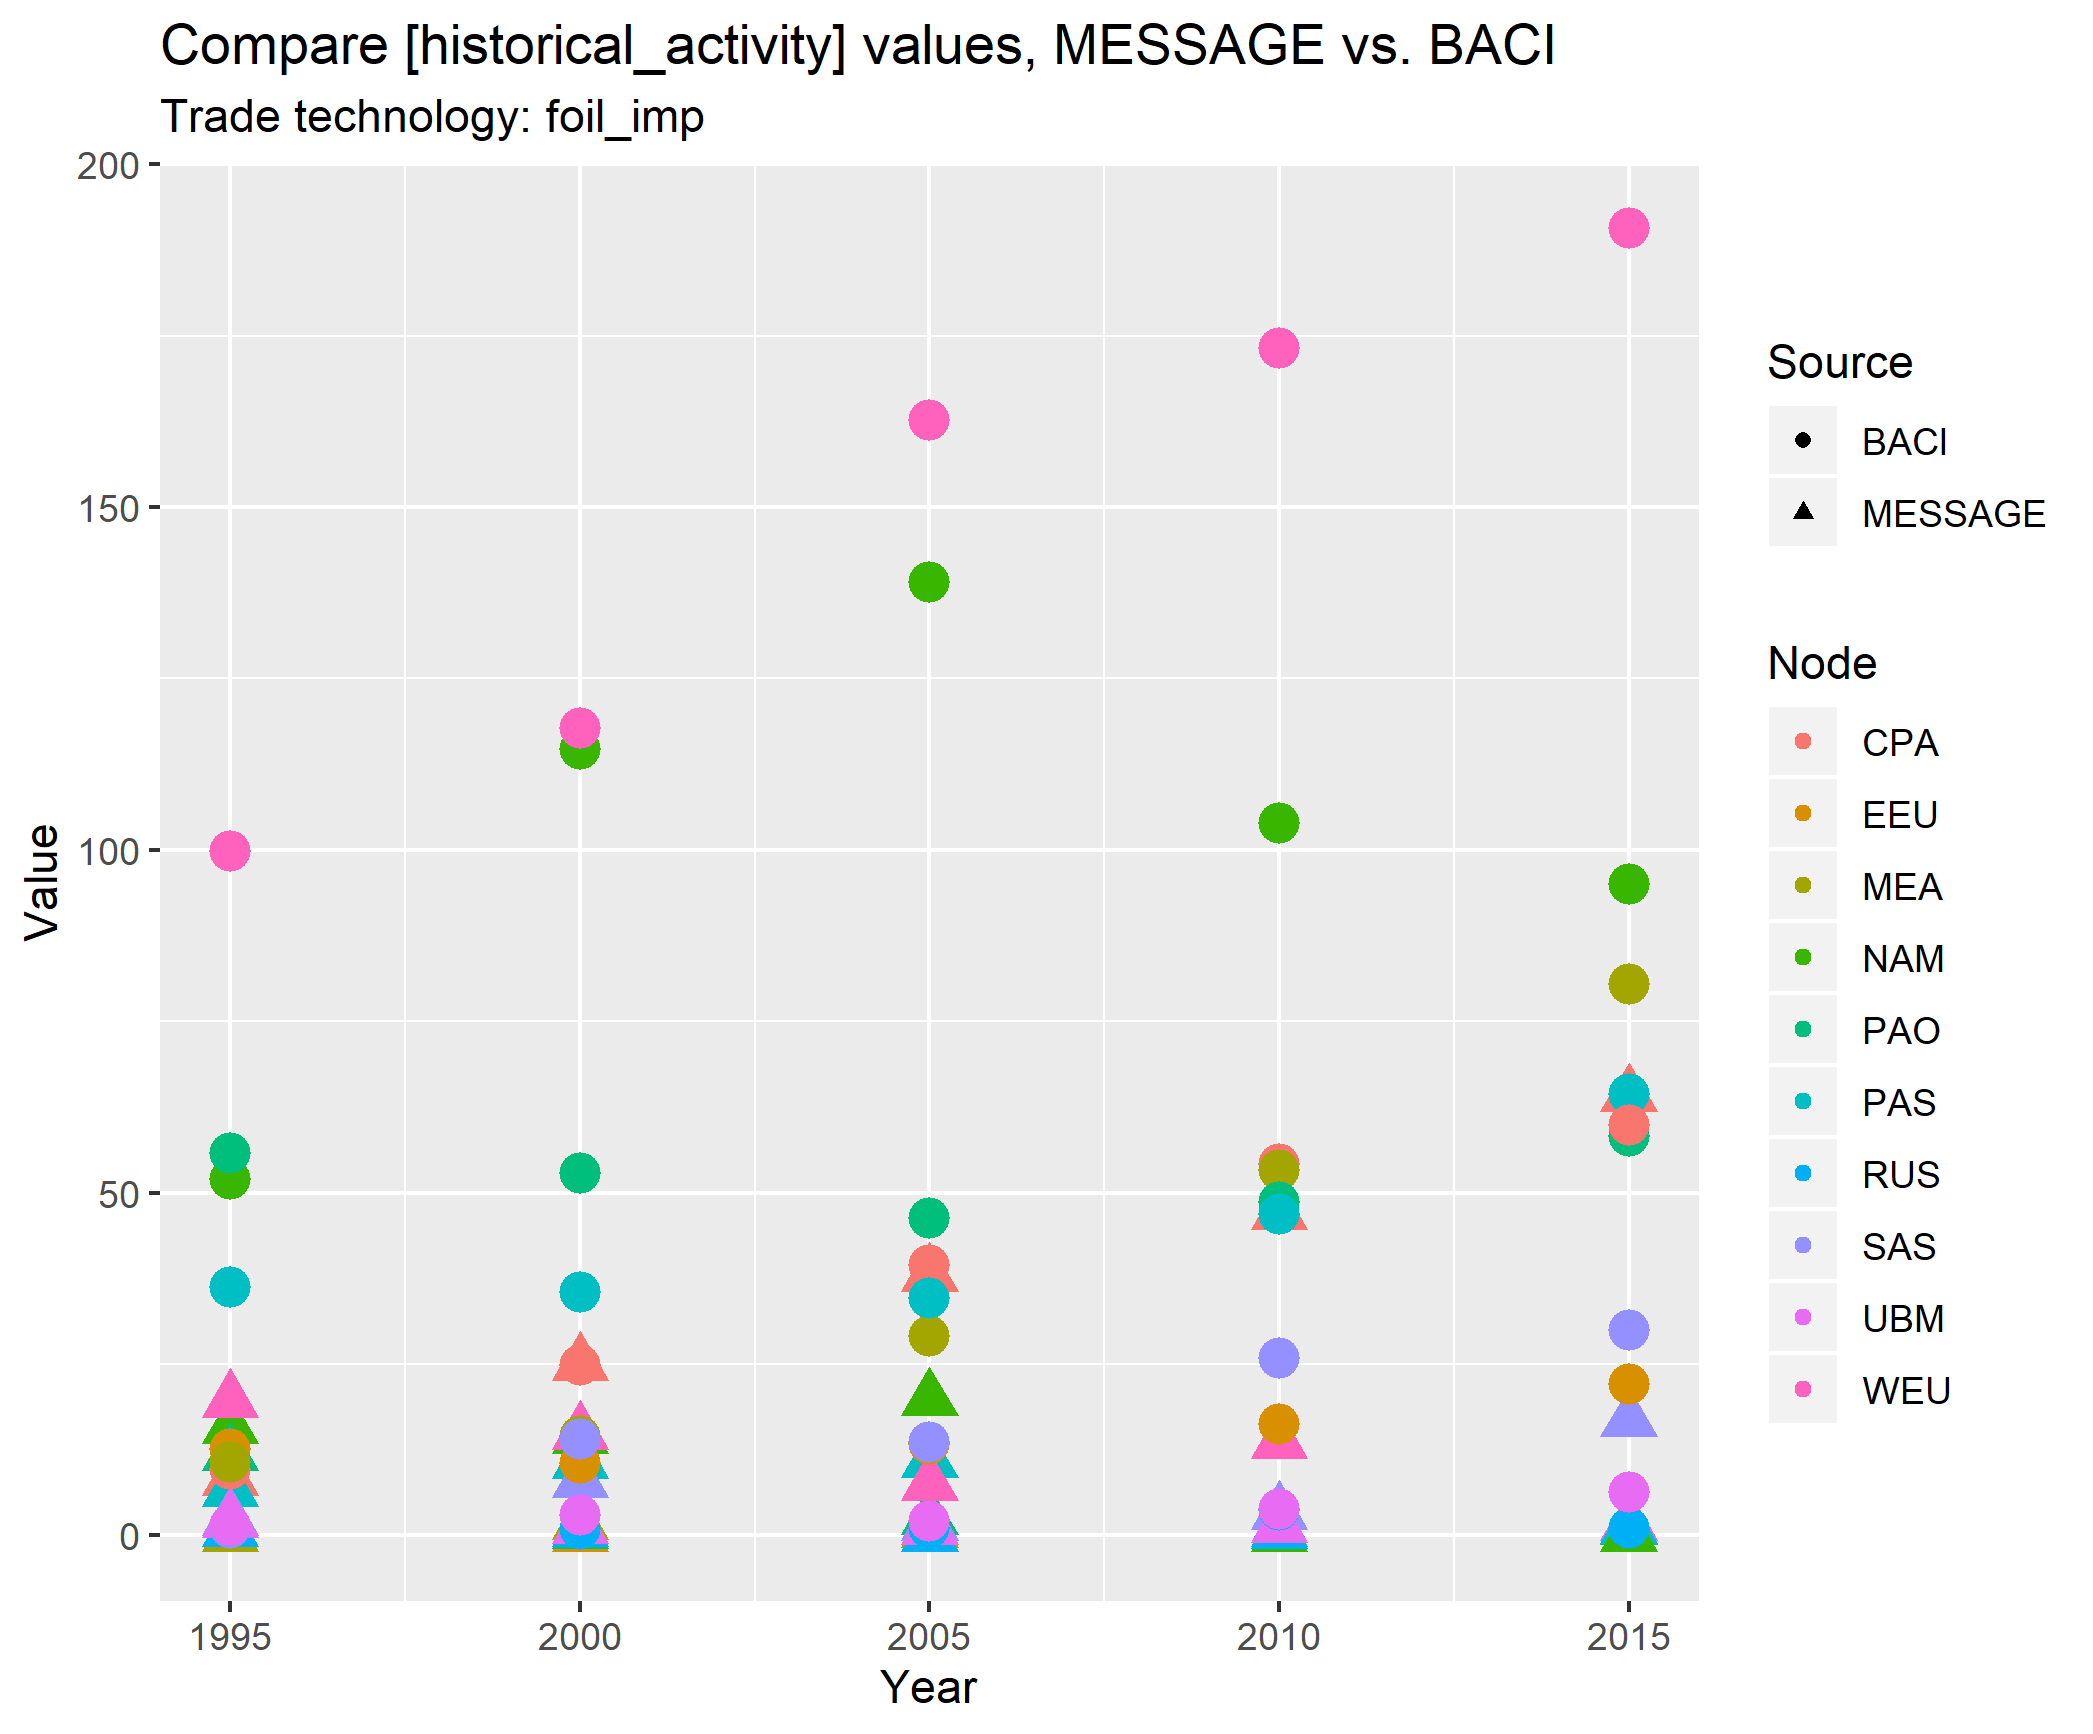 Compare [historical_activity] values, MESSAGE vs. BACI
Trade technology: foil_imp
200
150
100
50
0
Value
1995
2000
2005
2010
2015
Year
Source
BACI
MESSAGE
Node
CPA
EEU
MEA
NAM
PAO
PAS
RUS
SAS
UBM
WEU